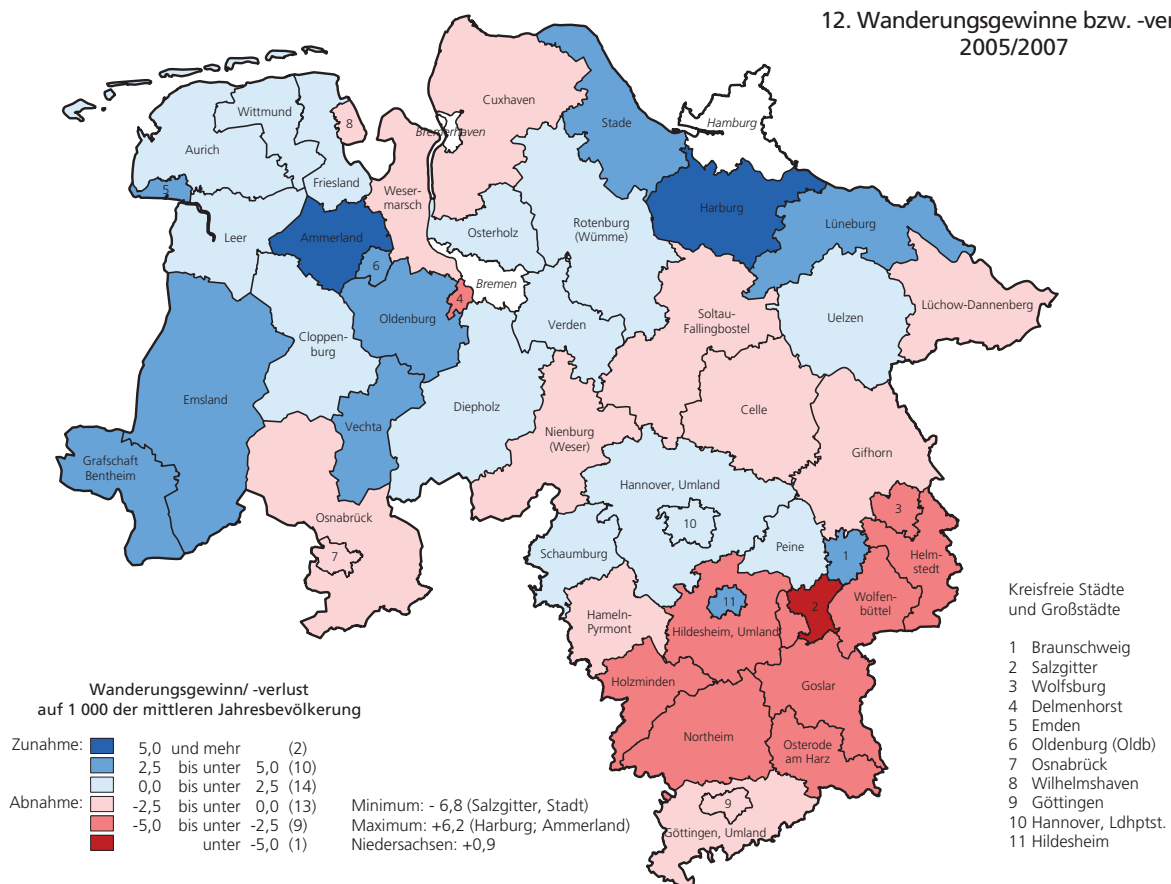 12. Wanderungsgewinne bzw. -ver
2005/2007
Cuxhaven
Wittmund
8
Stade
Hamburg
Bremerhaven
Aurich
5
Friesland
Weser-
marsch
Harburg
Lüneburg
Leer
Ammerland
Osterholz
Rotenburg
(Wümme)
6
Bremen
4
Lüchow-Dannenberg
Soltau-
Fallingbostel
Uelzen
Oldenburg
Verden
Cloppen-
burg
Emsland
Diepholz
Celle
Vechta
Nienburg
(Weser)
Gifhorn
Grafschaft
Bentheim
Hannover, Umland
3
Osnabrück
10
7
Schaumburg
Peine
1
Helm-
stedt
Wolfen-
büttel
11
2
Hameln-
Pyrmont
Hildesheim, Umland
Holzminden
Goslar
Northeim
Osterode
am Harz
9
Göttingen, Umland
Kreisfreie Städte
und Großstädte
1 Braunschweig
2 Salzgitter
3 Wolfsburg
4 Delmenhorst
5 Emden
6 Oldenburg (Oldb)
7 Osnabrück
8 Wilhelmshaven
9 Göttingen
10 Hannover, Ldhptst.
11 Hildesheim
Wanderungsgewinn/ -verlust
auf 1 000 der mittleren Jahresbevölkerung
Zunahme: 5,0 und mehr (2)
2,5 bis unter 5,0 (10)
0,0 bis unter 2,5 (14)
Abnahme: -2,5 bis unter 0,0 (13)
-5,0 bis unter -2,5 (9)
unter -5,0 (1)
Minimum: - 6,8 (Salzgitter, Stadt)
Maximum: +6,2 (Harburg; Ammerland)
Niedersachsen: +0,9